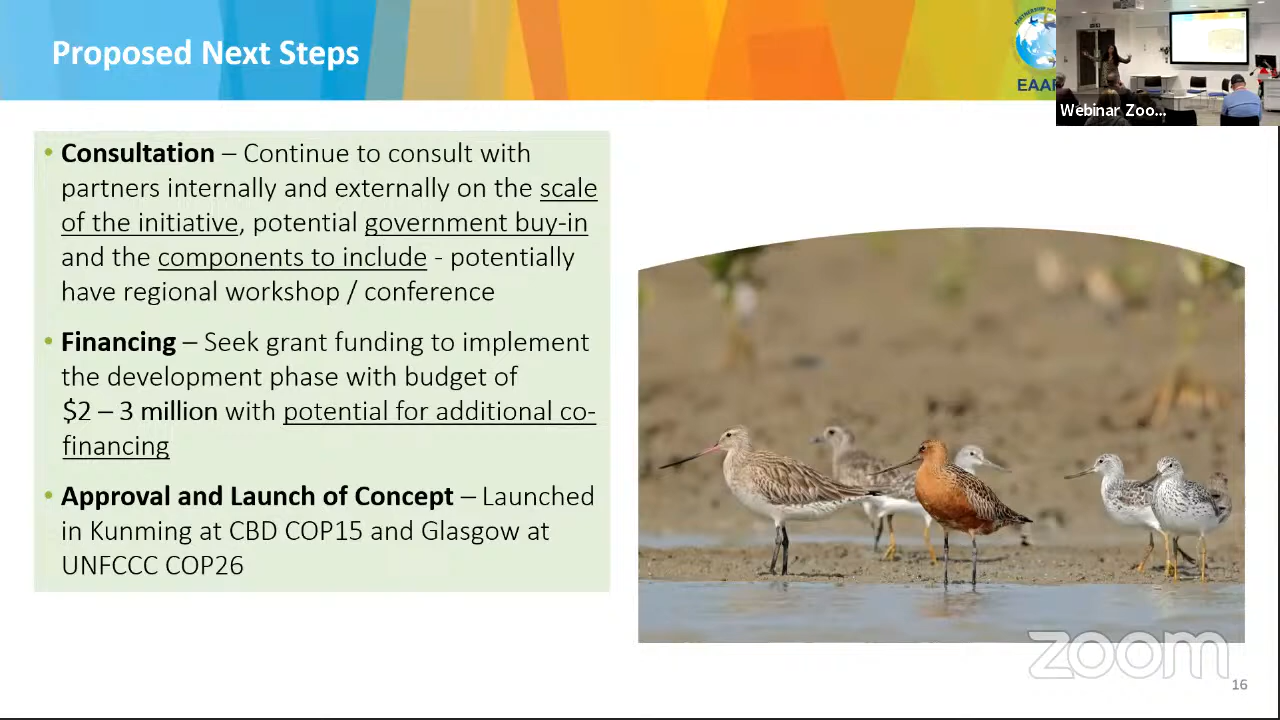 Proposed Next Steps
EAAF
Webinar Zoo...
• Consultation – Continue to consult with
partners internally and externally on the scale
of the initiative, potential government buy-in
and the components to include - potentially
have regional workshop / conference
• Financing – Seek grant funding to implement
the development phase with budget of
$2 – 3 million with potential for additional co-
financing
• Approval and Launch of Concept – Launched
in Kunming at CBD COP15 and Glasgow at
UNFCCC COP26
zoom
16